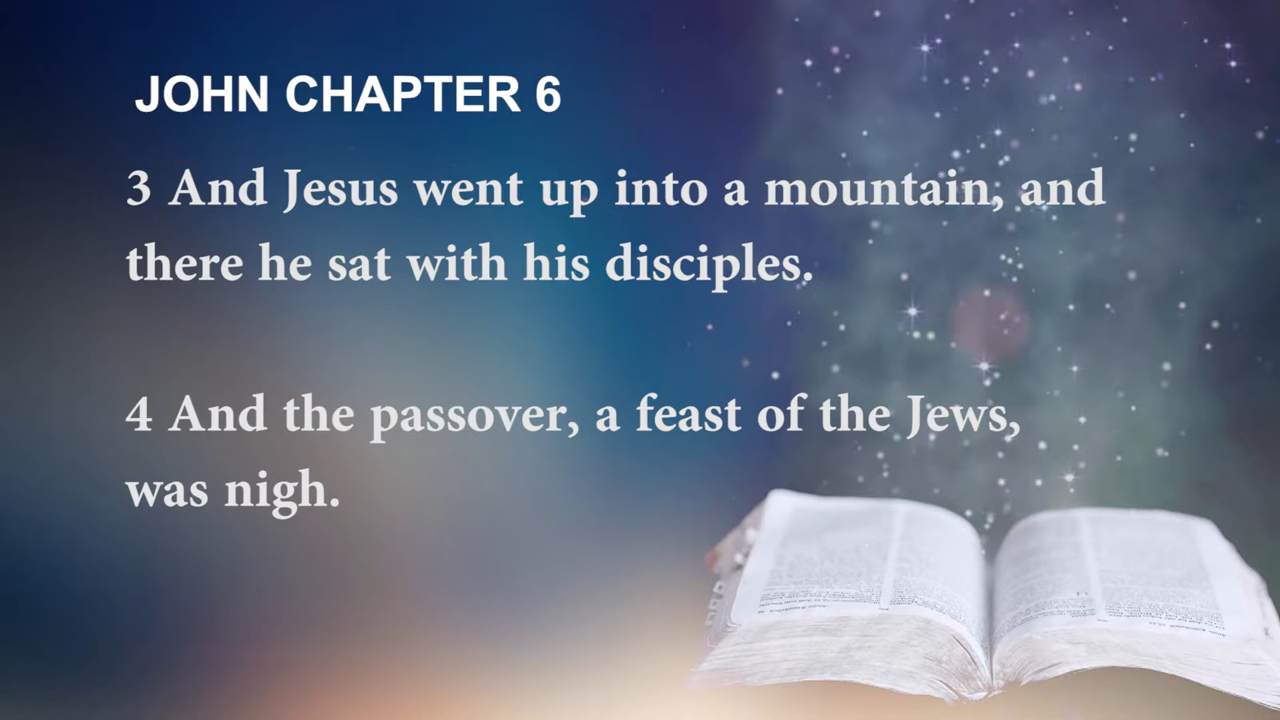 JOHN CHAPTER 6
3 And Jesus went up into a mountain, and
there he sat with his disciples.
4 And the passover, a feast of the Jews,
was nigh.